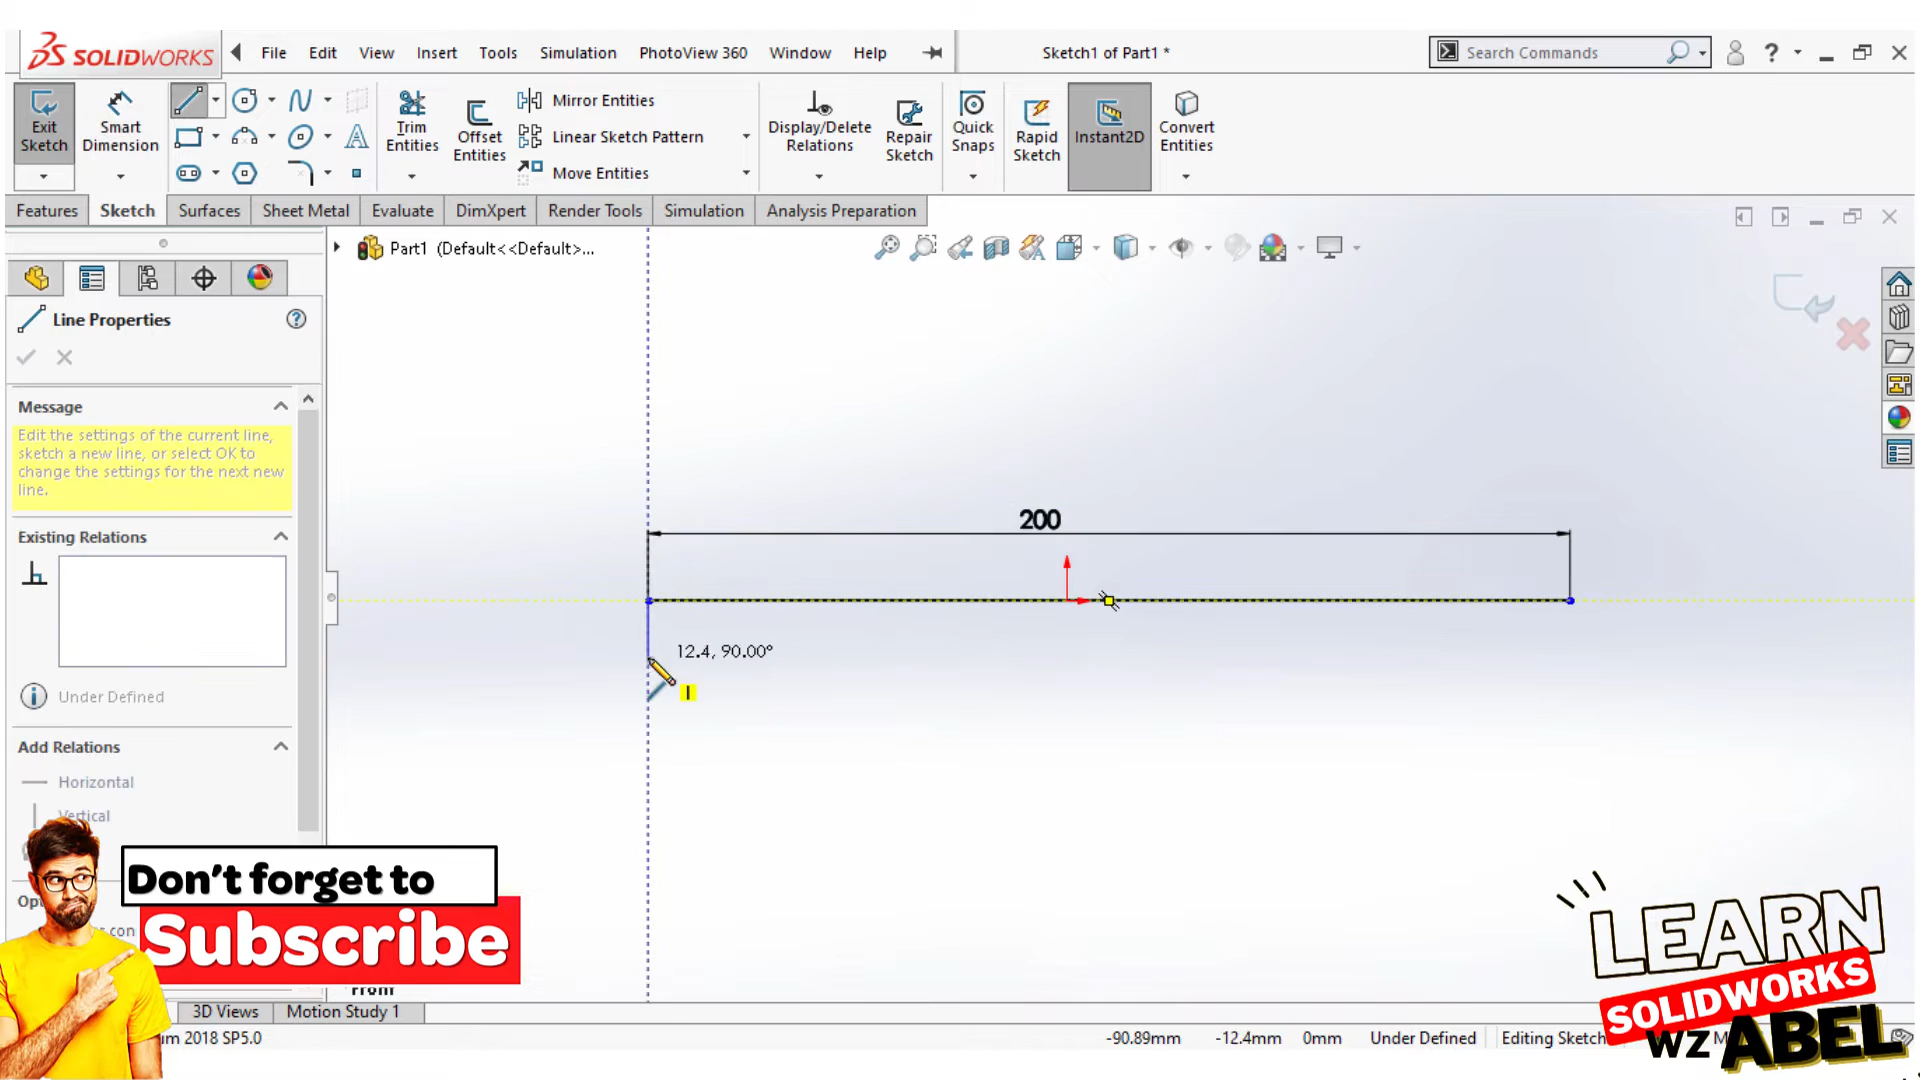 SOLIDWORKS
File Edit View Insert Tools Simulation PhotoView 360 Window Help
Sketch1 of Part1 *
Search Commands
?
Exit Sketch
Smart Dimension
Trim Entities
Offset Entities
Mirror Entities
Linear Sketch Pattern
Move Entities
Display/Delete Relations
Repair Sketch
Quick Snaps
Rapid Sketch
Instant2D
Convert Entities
Features Sketch Surfaces Sheet Metal Evaluate DimXpert Render Tools Simulation Analysis Preparation
Part1 (Default<<Default>...
Line Properties
Message
Edit the settings of the current line,
sketch a new line, or select OK to
change the settings for the next new
line.
Existing Relations
Under Defined
Add Relations
Horizontal
Vertical
200
12.4, 90.00°
Don't forget to
Subscribe
LEARN
SOLIDWORKS
WZ ABEL
3D Views Motion Study 1
2018 SP5.0
-90.89mm -12.4mm 0mm Under Defined Editing Sketch